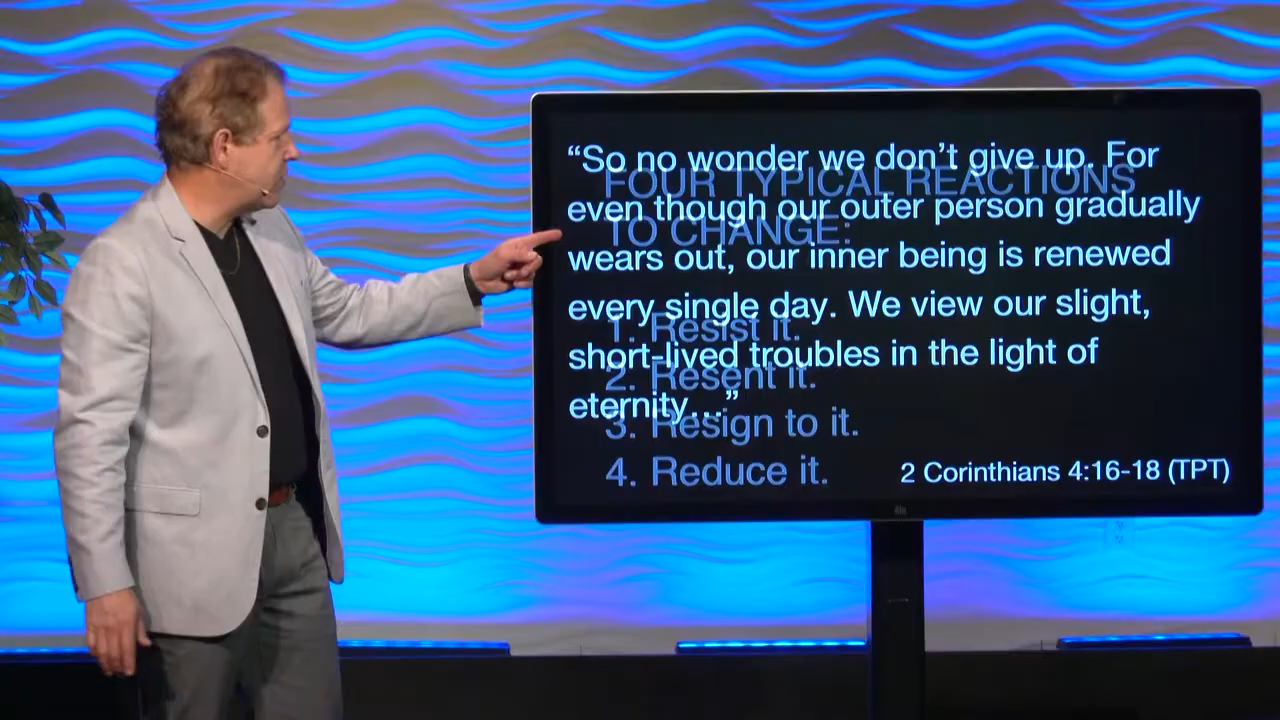 “So no wonder we don’t give up. For
even though our outer person gradually
wears out, our inner being is renewed
every single day. We view our slight,
short-lived troubles in the light of
eternity…”
2 Corinthians 4:16-18 (TPT)
FOUR TYPICAL REACTIONS
TO CHANGE:
1. Resist it.
2. Resent it.
3. Resign to it.
4. Reduce it.